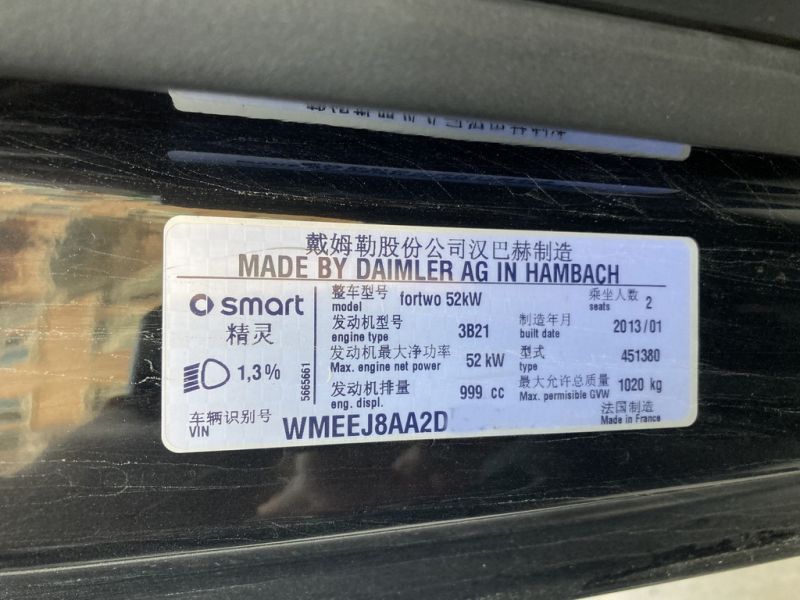 戴姆勒股份公司汉巴赫制造
MADE BY DAIMLER AG IN HAMBACH
smart
精灵
1,3%
5665661
整车型号 fortwo 52kW 乘坐人数 2
model seats
发动机型号 3B21 制造年月 2013/01
engine type built date
发动机最大净功率 52 kW 型式 451380
Max. engine net power type
发动机排量 999 cc 最大允许总质量 1020 kg
eng. displ. Max. permisible GVW
车辆识别号 WMEEJ8AA2D 法国制造
VIN Made in France